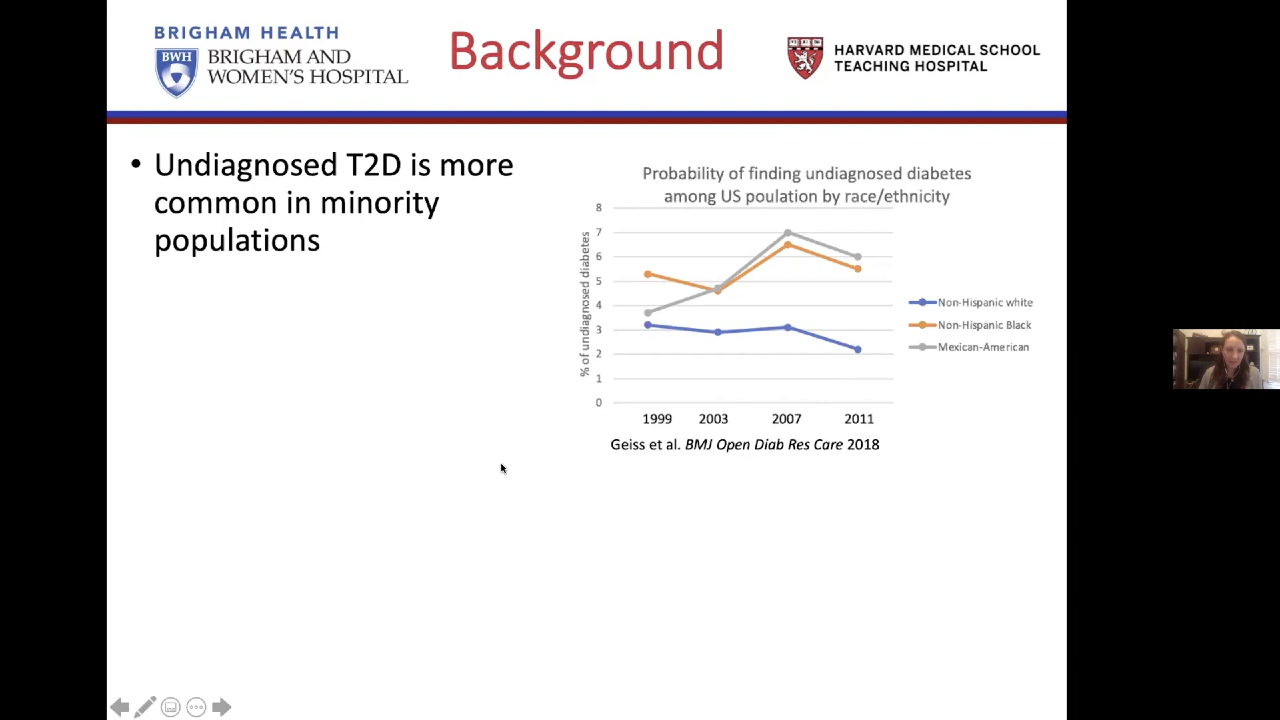 BRIGHAM HEALTH
BWH
BRIGHAM AND
WOMEN'S HOSPITAL
Background
HARVARD MEDICAL SCHOOL
TEACHING HOSPITAL
• Undiagnosed T2D is more
common in minority
populations
Probability of finding undiagnosed diabetes
among US poulation by race/ethnicity
% of undiagnosed diabetes
8
7
6
5
4
3
2
1
0
1999 2003 2007 2011
Non-Hispanic white
Non-Hispanic Black
Mexican-American
Geiss et al. BMJ Open Diab Res Care 2018